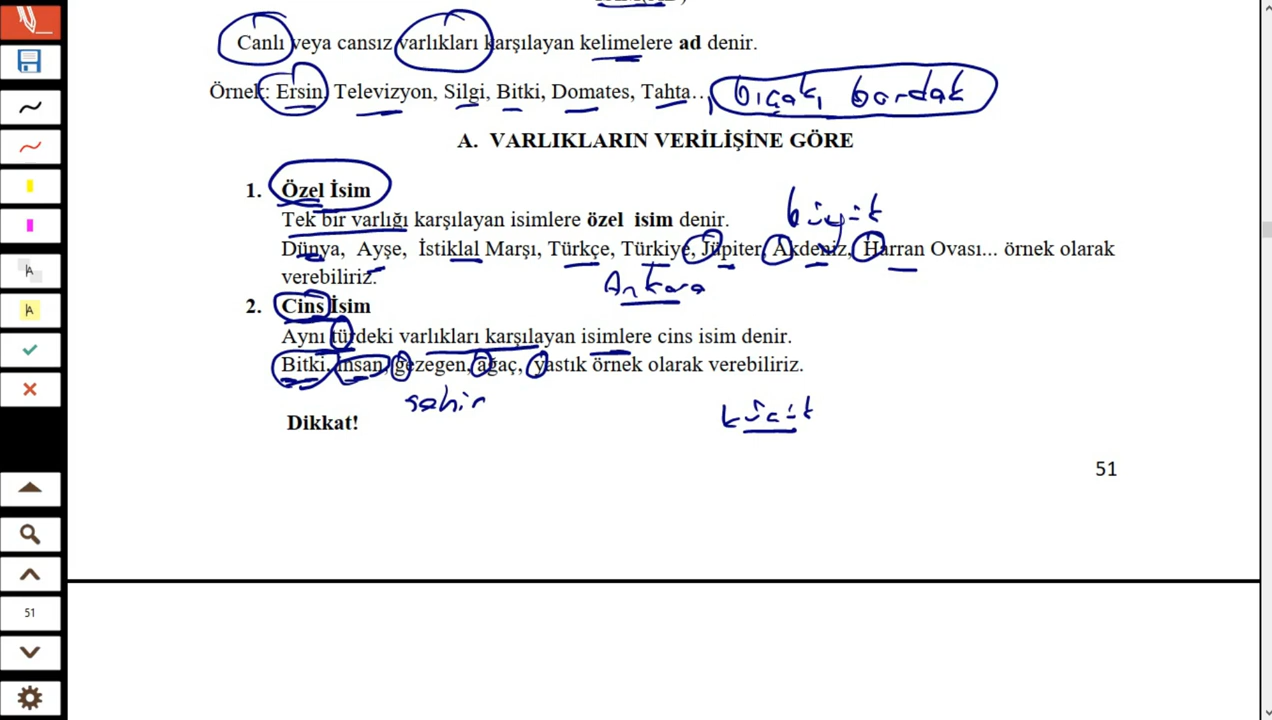 Canlı veya cansız varlıkları karşılayan kelimelere ad denir.
Örnek: Ersin, Televizyon, Silgi, Bitki, Domates, Tahta.., bıçak, bardak
A. VARLIKLARIN VERİLİŞİNE GÖRE
1. Özel İsim
Tek bir varlığı karşılayan isimlere özel isim denir.
büyük
Dünya, Ayşe, İstiklal Marşı, Türkçe, Türkiye, Jüpiter, Akdeniz, Harran Ovası... örnek olarak
verebiliriz.
Ankara
2. Cins İsim
Aynı türdeki varlıkları karşılayan isimlere cins isim denir.
Bitki, insan, gezegen, ağaç, yastık örnek olarak verebiliriz.
şehir
küçük
Dikkat!
51
A
A
51